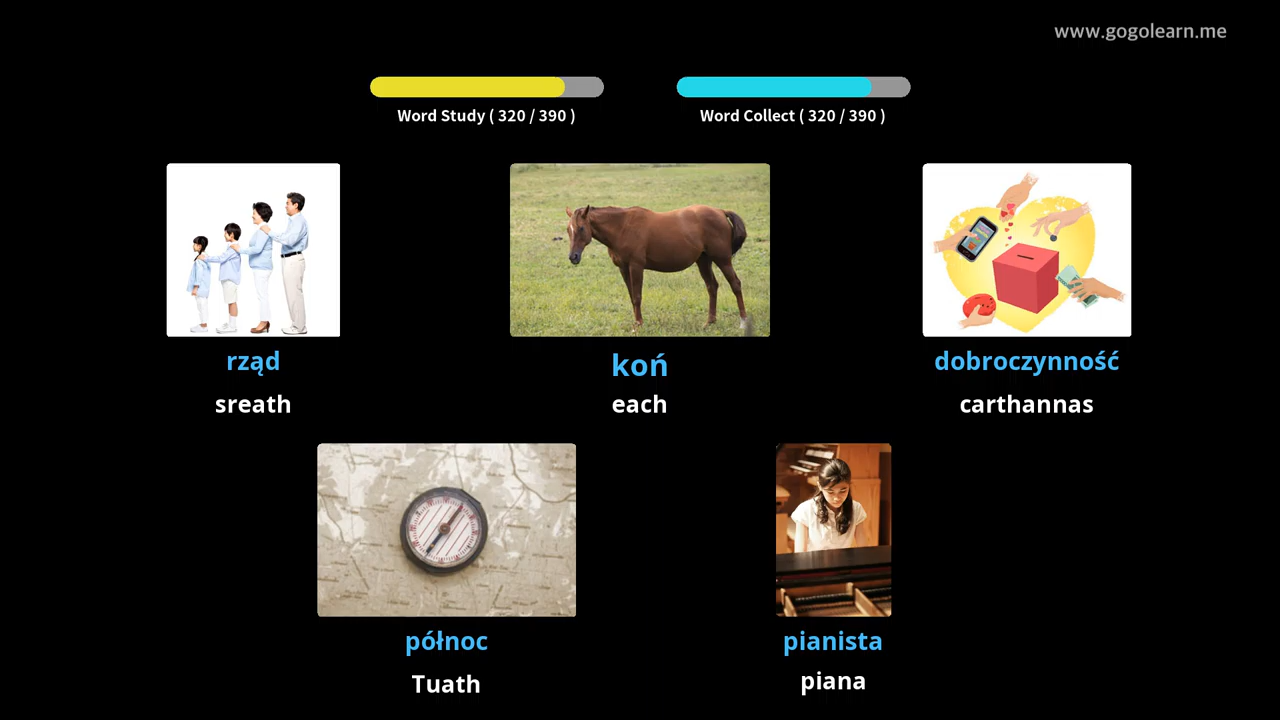 www.gogolearn.me
Word Study ( 320 / 390 )
Word Collect ( 320 / 390 )
rząd
sreath
koń
each
dobroczynność
carthannas
północ
Tuath
pianista
piana